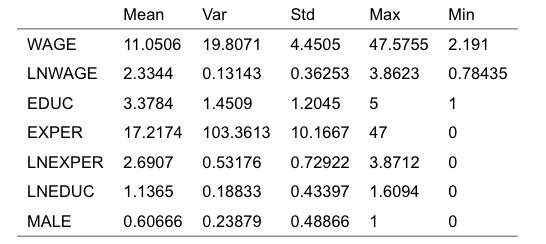 Mean Var Std Max Min
WAGE 11.0506 19.8071 4.4505 47.5755 2.191
LNWAGE 2.3344 0.13143 0.36253 3.8623 0.78435
EDUC 3.3784 1.4509 1.2045 5 1
EXPER 17.2174 103.3613 10.1667 47 0
LNEXPER 2.6907 0.53176 0.72922 3.8712 0
LNEDUC 1.1365 0.18833 0.43397 1.6094 0
MALE 0.60666 0.23879 0.48866 1 0